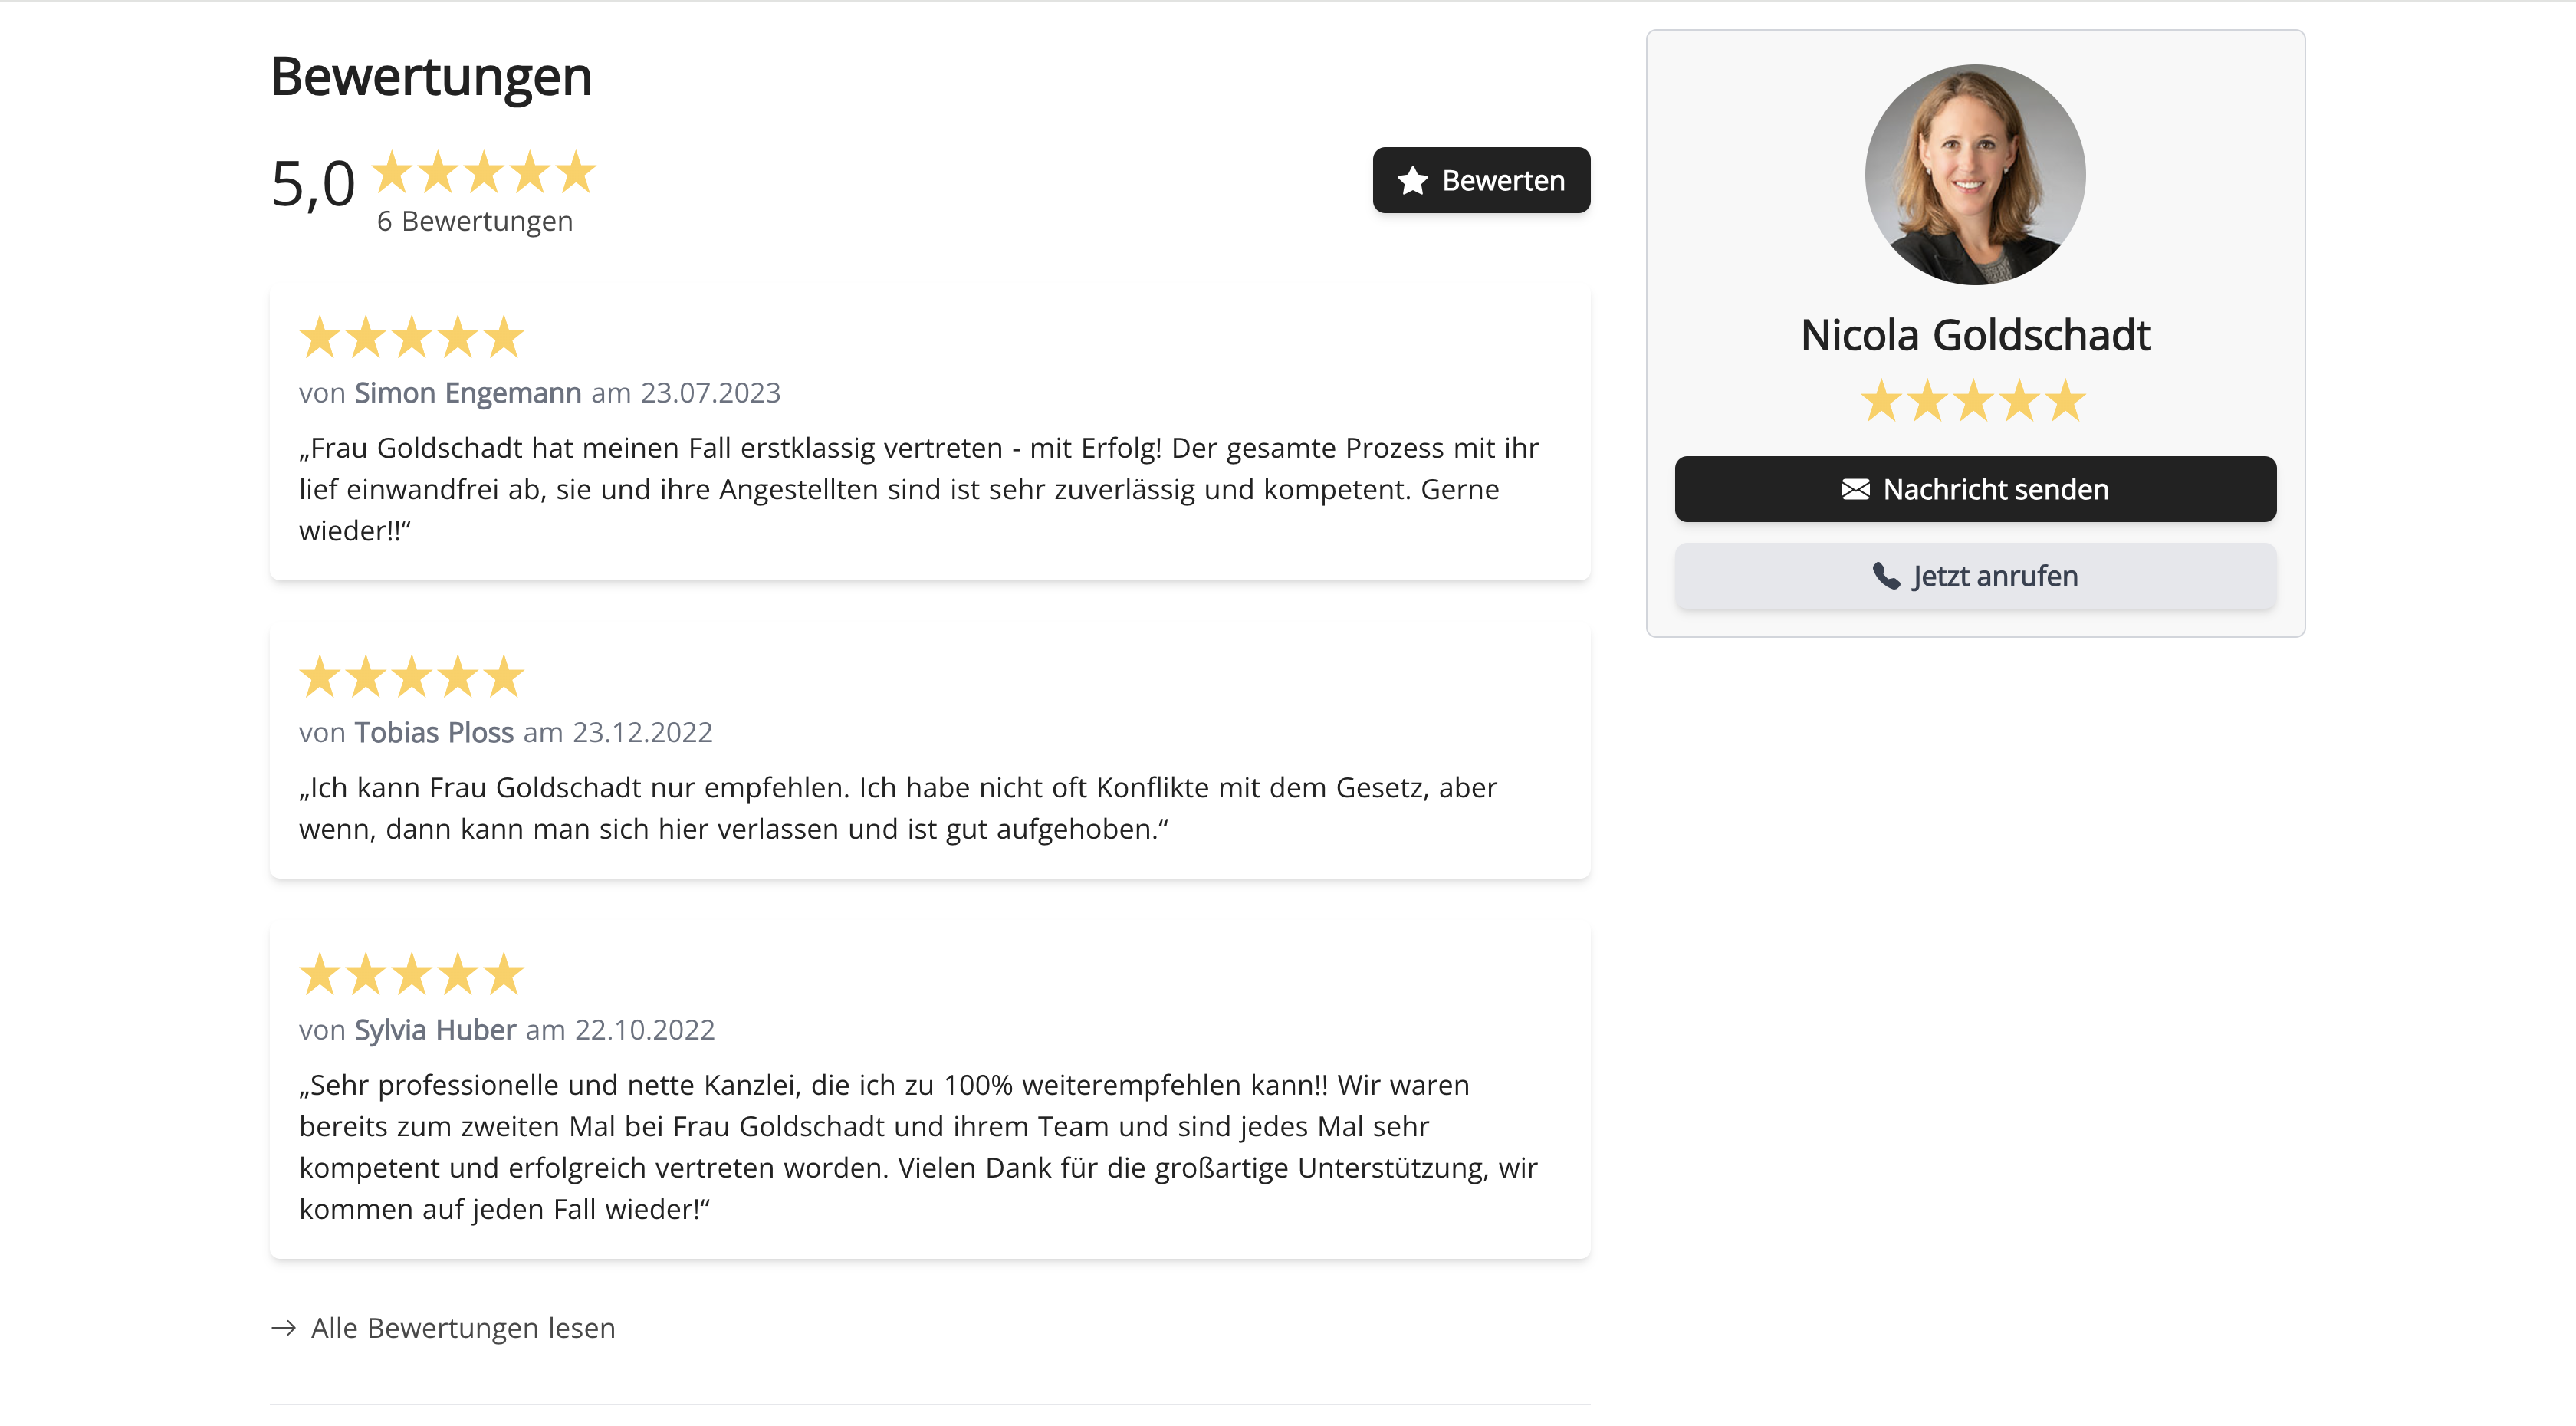 Bewertungen
5,0
6 Bewertungen
Bewerten
von Simon Engemann am 23.07.2023
„Frau Goldschadt hat meinen Fall erstklassig vertreten - mit Erfolg! Der gesamte Prozess mit ihr
lief einwandfrei ab, sie und ihre Angestellten sind ist sehr zuverlässig und kompetent. Gerne
wieder!!“
von Tobias Ploss am 23.12.2022
„Ich kann Frau Goldschadt nur empfehlen. Ich habe nicht oft Konflikte mit dem Gesetz, aber
wenn, dann kann man sich hier verlassen und ist gut aufgehoben.“
von Sylvia Huber am 22.10.2022
„Sehr professionelle und nette Kanzlei, die ich zu 100% weiterempfehlen kann!! Wir waren
bereits zum zweiten Mal bei Frau Goldschadt und ihrem Team und sind jedes Mal sehr
kompetent und erfolgreich vertreten worden. Vielen Dank für die großartige Unterstützung, wir
kommen auf jeden Fall wieder!“
→ Alle Bewertungen lesen
Nicola Goldschadt
Nachricht senden
Jetzt anrufen